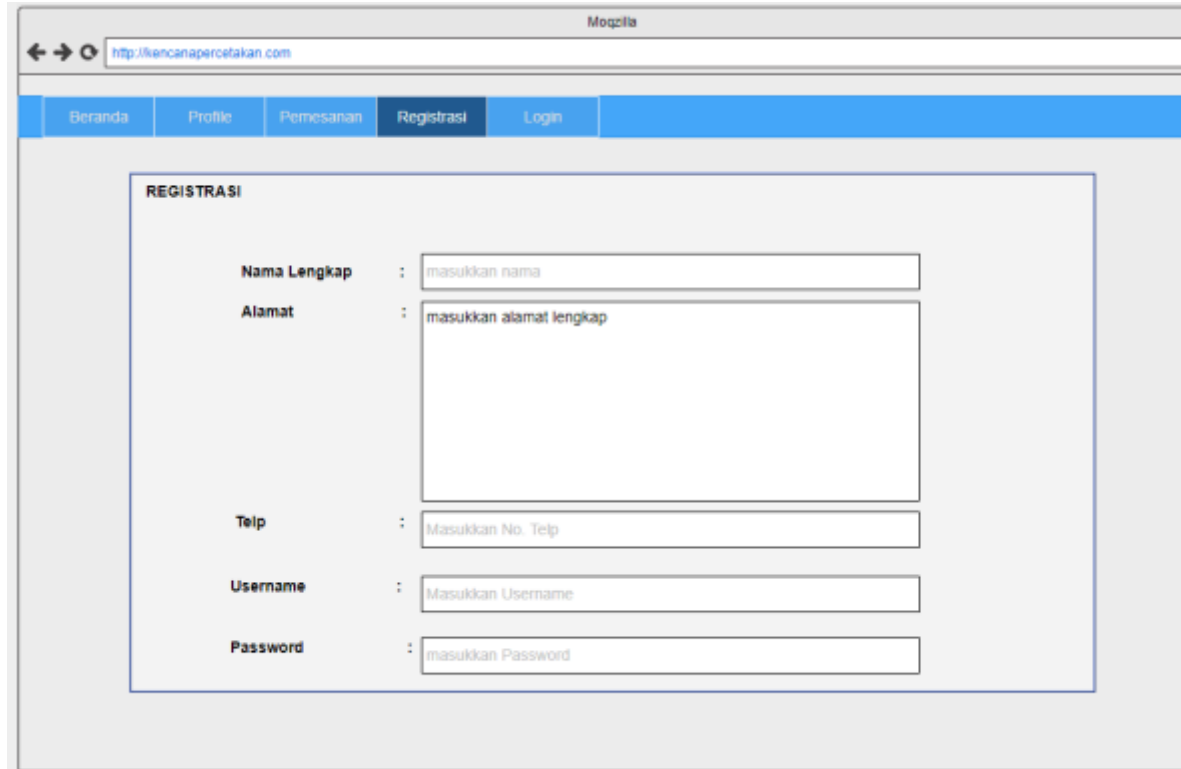 Moqzilla
http://kencanapercetakan.com
Beranda Profile Pemesanan Registrasi Login
REGISTRASI
Nama Lengkap : masukkan nama
Alamat : masukkan alamat lengkap
Telp : Masukkan No. Telp
Username : Masukkan Username
Password : masukkan Password